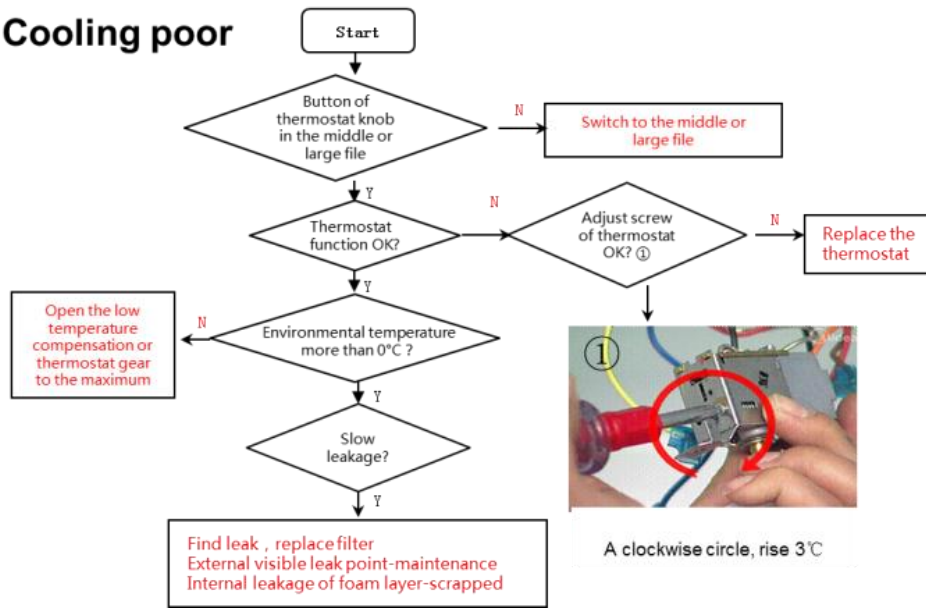 Cooling poor
Start
Button of
thermostat knob
in the middle or
large file
N
Switch to the middle or
large file
Y
Thermostat
function OK?
N
Adjust screw
of thermostat
OK? ①
N
Replace the
thermostat
Y
Environmental temperature
more than 0°C ?
N
Open the low
temperature
compensation or
thermostat gear
to the maximum
①
Y
Slow
leakage?
Y
Find leak , replace filter
External visible leak point-maintenance
Internal leakage of foam layer-scrapped
A clockwise circle, rise 3℃